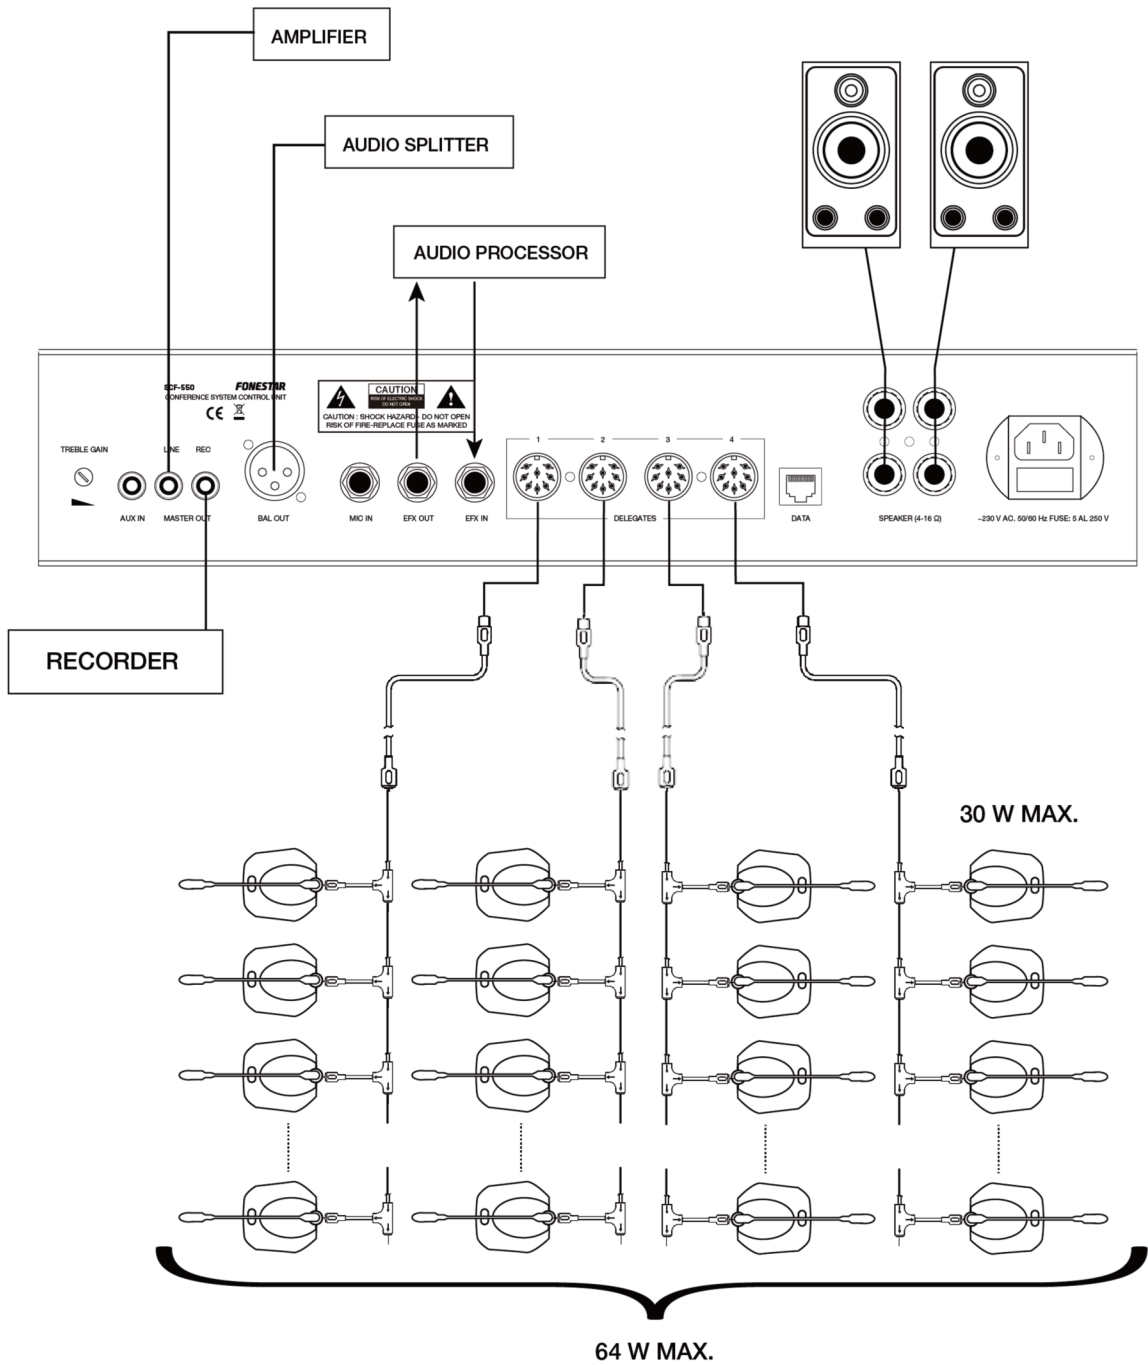 AMPLIFIER
AUDIO SPLITTER
AUDIO PROCESSOR
SCF-550 FONESTAR
CONFERENCE SYSTEM CONTROL UNIT
CE
CAUTION
RISK OF ELECTRIC SHOCK
DO NOT OPEN
CAUTION : SHOCK HAZARD - DO NOT OPEN
RISK OF FIRE-REPLACE FUSE AS MARKED
TREBLE GAIN LINE REC
1 2 3 4
AUX IN MASTER OUT BAL OUT MIC IN EFX OUT EFX IN DELEGATES DATA SPEAKER (4-16 Ω) ~230 V AC. 50/60 Hz FUSE: 5 AL 250 V
RECORDER
30 W MAX.
64 W MAX.